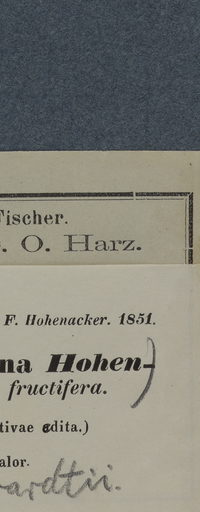 Fischer.
. O. Harz.
F. Hohenacker. 1851.
na Hohen-
fructifera.
tivae edita.)
alor.
ardtii.